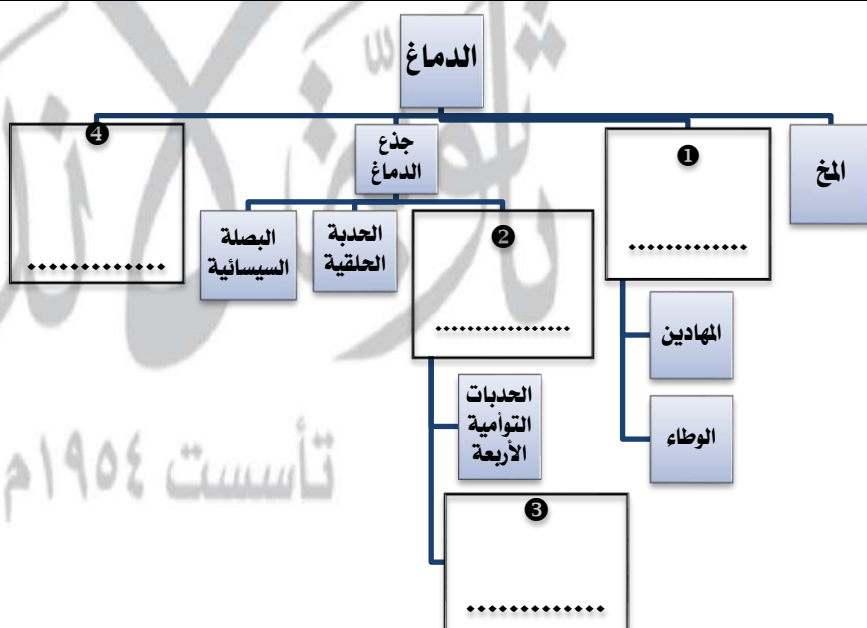 الدماغ
المخ
❶
.............
المهادين
الوطاء
جذع
الدماغ
❷
.................
الحدبات
التوأمية
الأربعة
❸
.............
الحدبة
الحلقية
البصلة
السيسائية
❹
.............
تأسست ١٩٥٤م